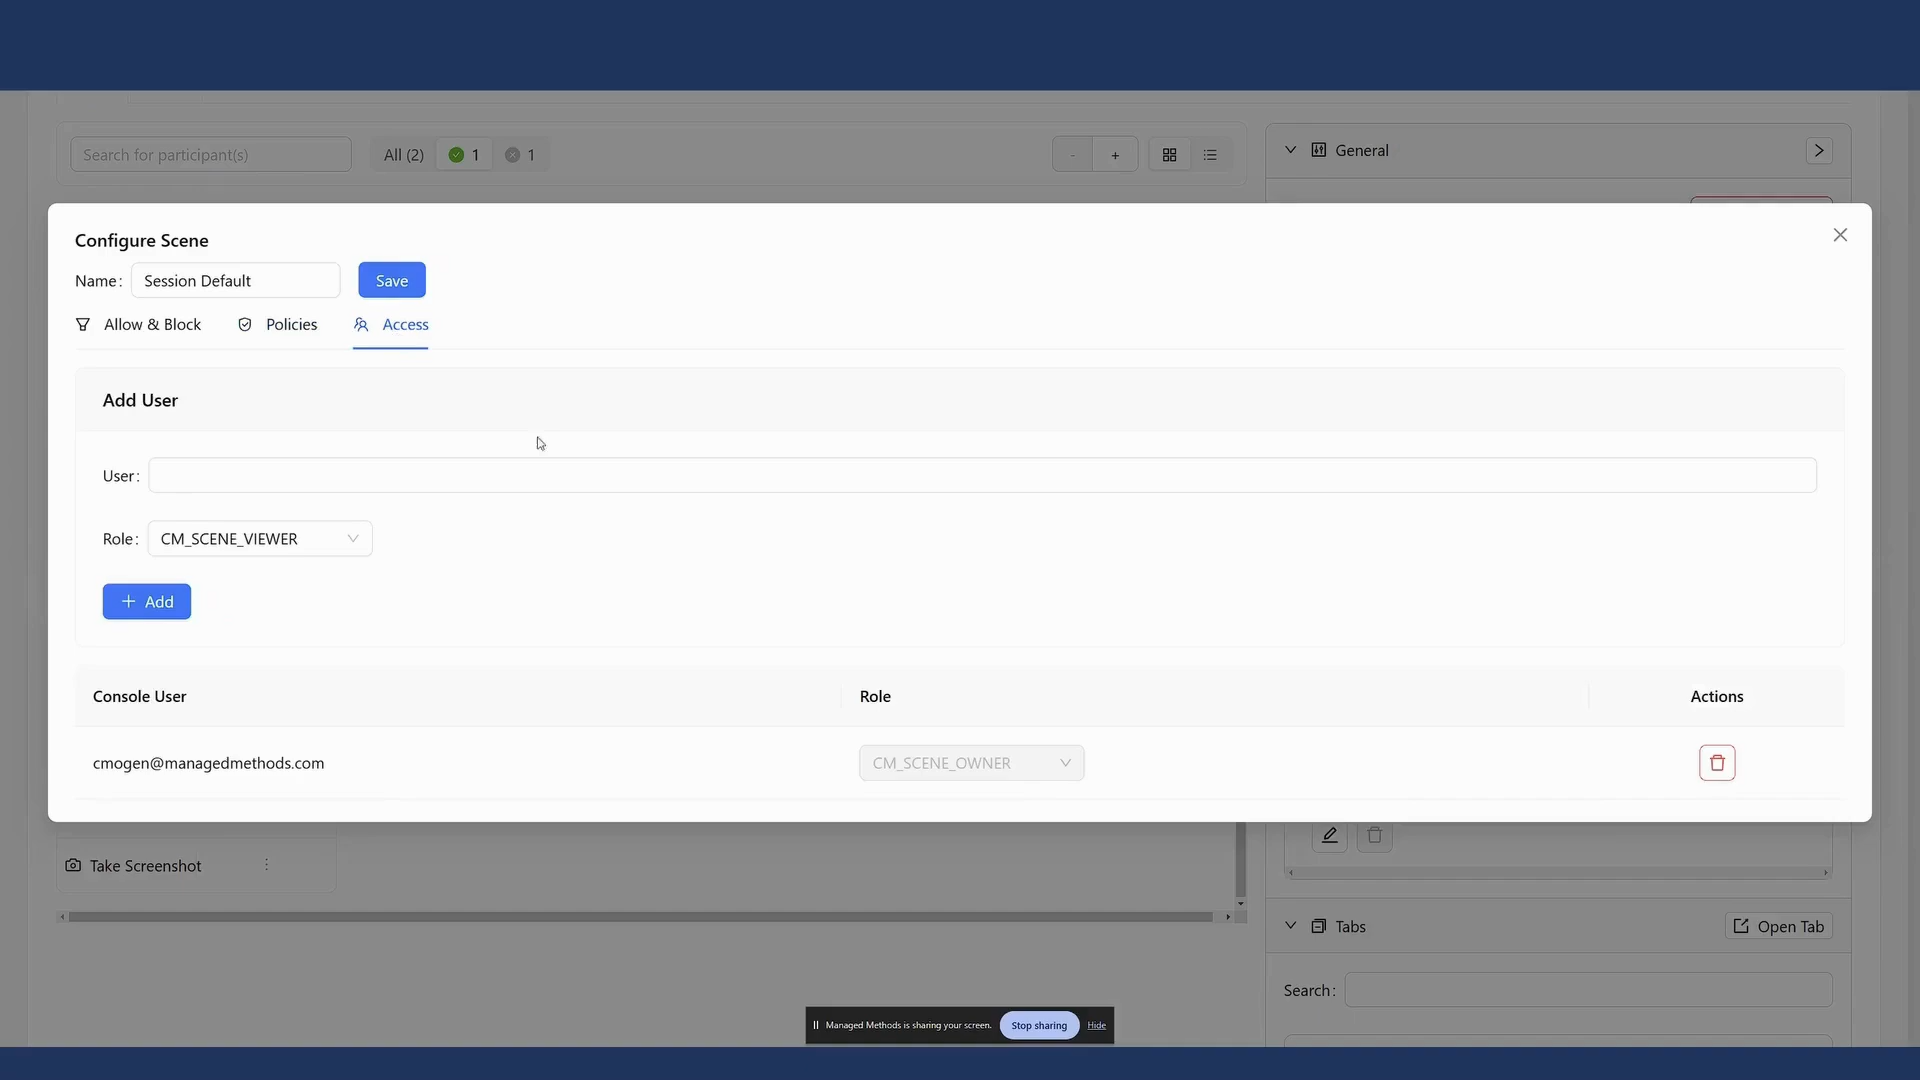 Search for participant(s)
All (2)
1
1
-
+
General
Configure Scene
Name:
Session Default
Save
Allow & Block
Policies
Access
Add User
User:
Role:
CM_SCENE_VIEWER
+ Add
Console User
Role
Actions
cmogen@managedmethods.com
CM_SCENE_OWNER
Take Screenshot
Tabs
Open Tab
Search:
Managed Methods is sharing your screen.
Stop sharing
Hide